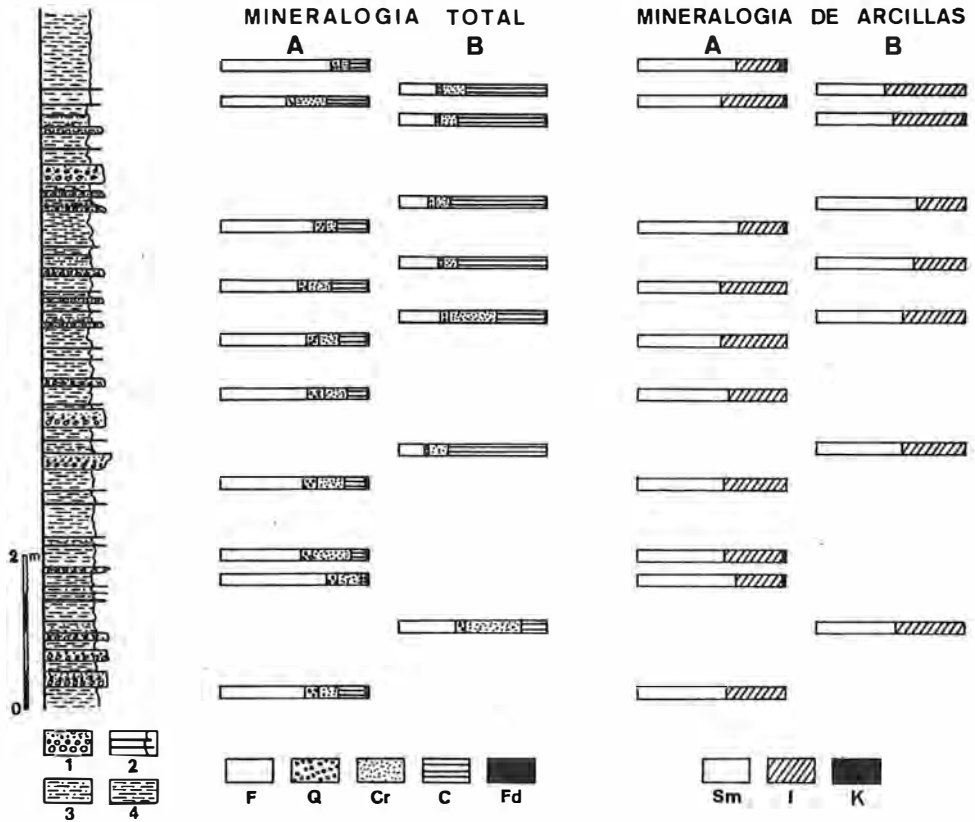 MINERALOGIA TOTAL
A B
MINERALOGIA DE ARCILLAS
A B
2 m
0
1 2
3 4
F Q Cr C Fd
Sm I K